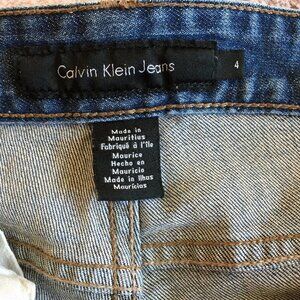 Calvin Klein Jeans 4
Made in
Mauritius
Fabriqué à l'île
Maurice
Hecho en
Mauricio
Made in Ilhas
Maurícias